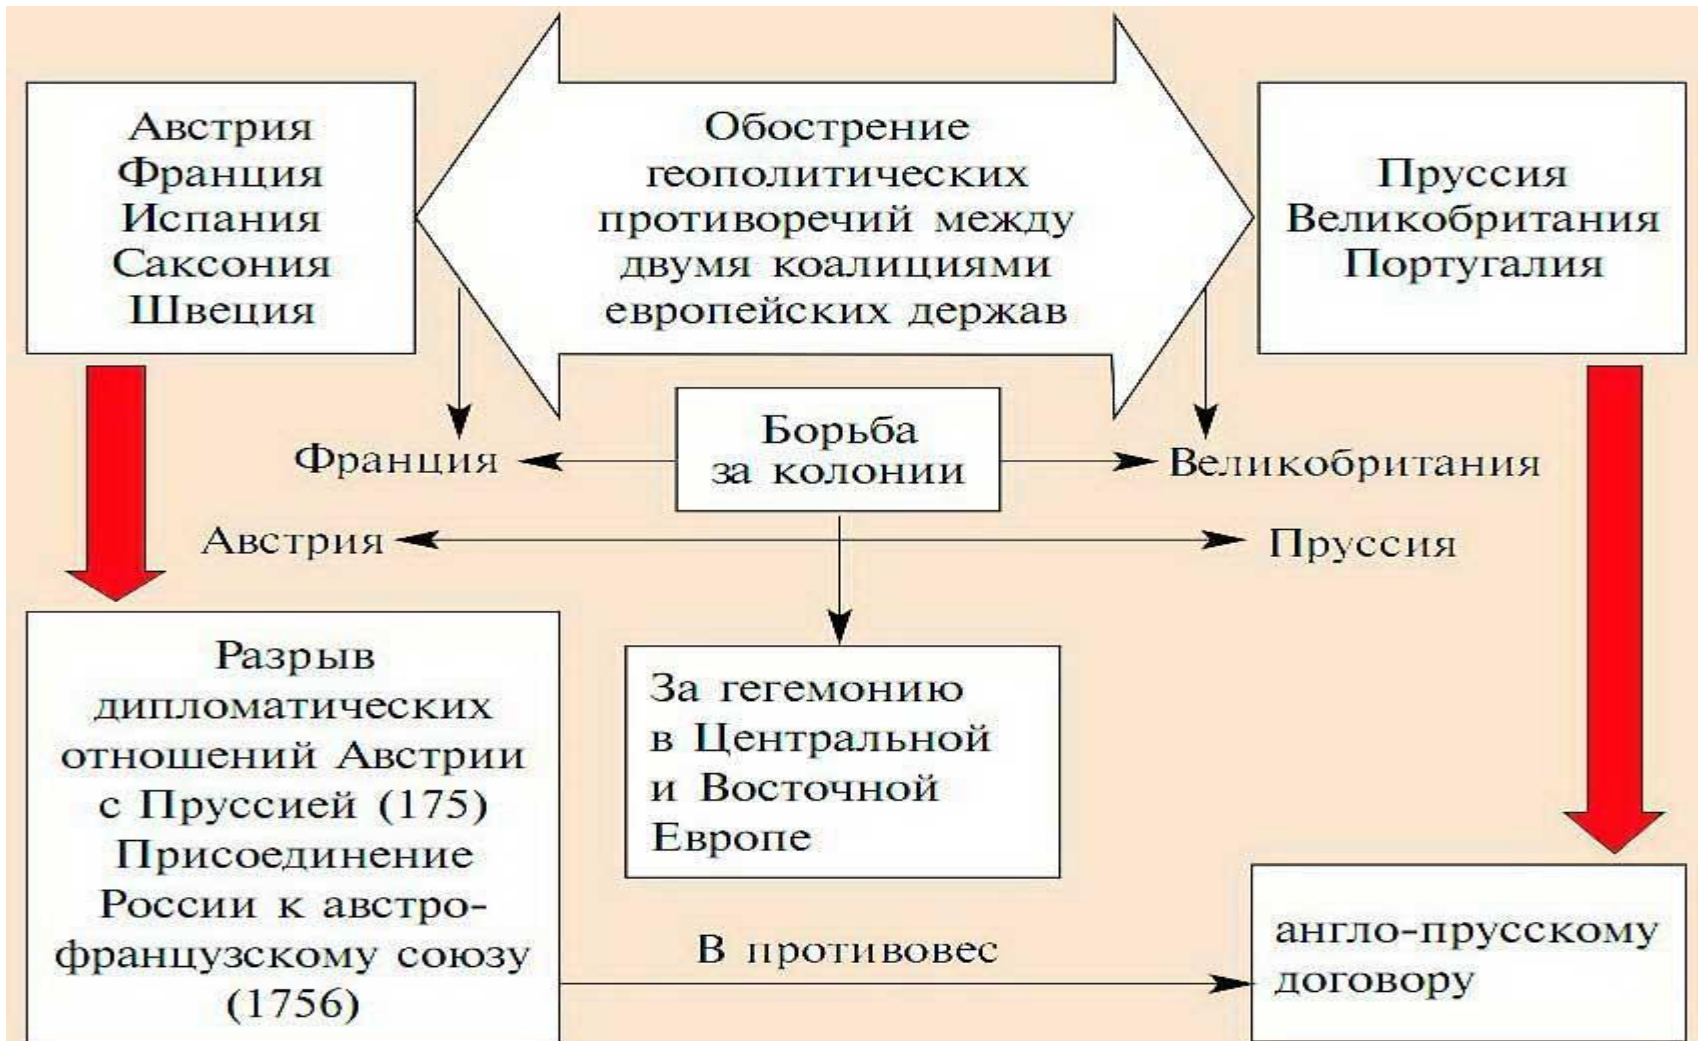 Австрия
Франция
Испания
Саксония
Швеция
Обострение
геополитических
противоречий между
двумя коалициями
европейских держав
Пруссия
Великобритания
Португалия
Борьба
за колонии
Франция
Великобритания
Австрия
Пруссия
Разрыв
дипломатических
отношений Австрии
с Пруссией (175)
Присоединение
России к австро-
французскому союзу
(1756)
За гегемонию
в Центральной
и Восточной
Европе
В противовес
англо-прусскому
договору